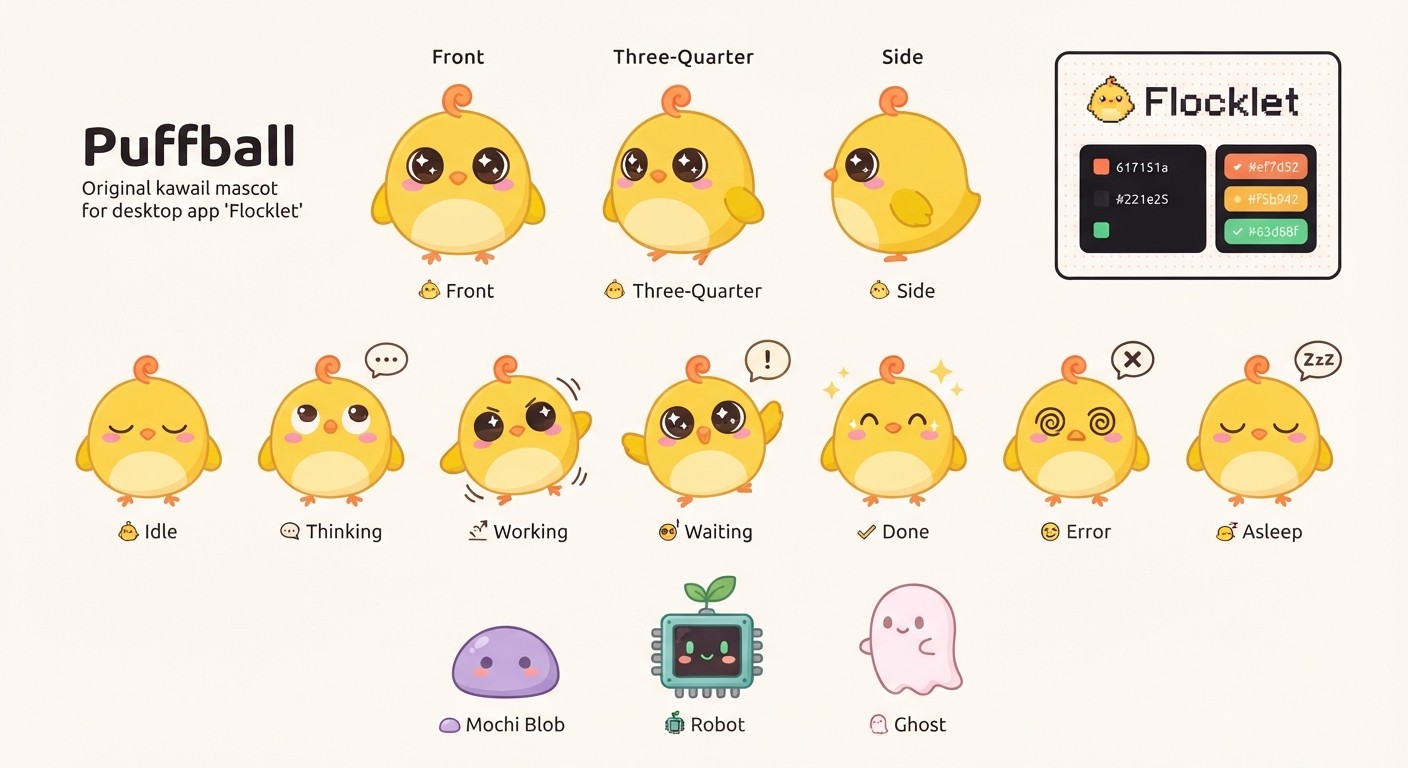 Front
Three-Quarter
Side
Puffball
Original kawaiI mascot
for desktop app 'Flocklet'
Flocklet
617151a
#221e25
#ef7d52
#f5b942
#63d68f
Front
Three-Quarter
Side
...
!
X
ZzZ
Idle
Thinking
Working
Waiting
Done
Error
Asleep
Mochi Blob
Robot
Ghost